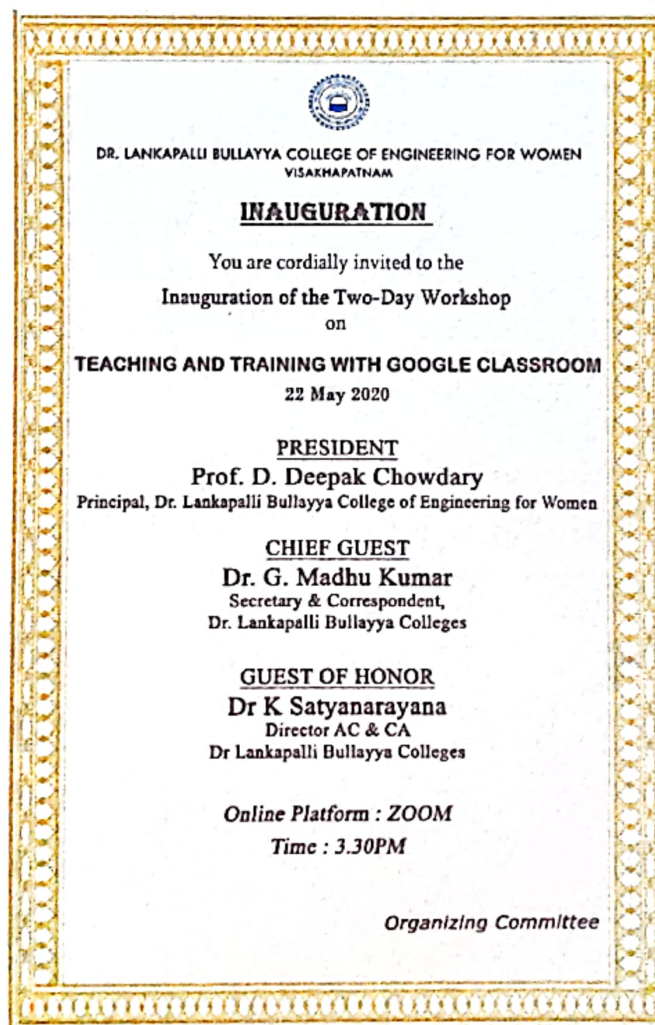 DR. LANKAPALLI BULLAYYA COLLEGE OF ENGINEERING FOR WOMEN
VISAKHAPATNAM
INAUGURATION
You are cordially invited to the
Inauguration of the Two-Day Workshop
on
TEACHING AND TRAINING WITH GOOGLE CLASSROOM
22 May 2020
PRESIDENT
Prof. D. Deepak Chowdary
Principal, Dr. Lankapalli Bullayya College of Engineering for Women
CHIEF GUEST
Dr. G. Madhu Kumar
Secretary & Correspondent,
Dr. Lankapalli Bullayya Colleges
GUEST OF HONOR
Dr K Satyanarayana
Director AC & CA
Dr Lankapalli Bullayya Colleges
Online Platform : ZOOM
Time : 3.30PM
Organizing Committee